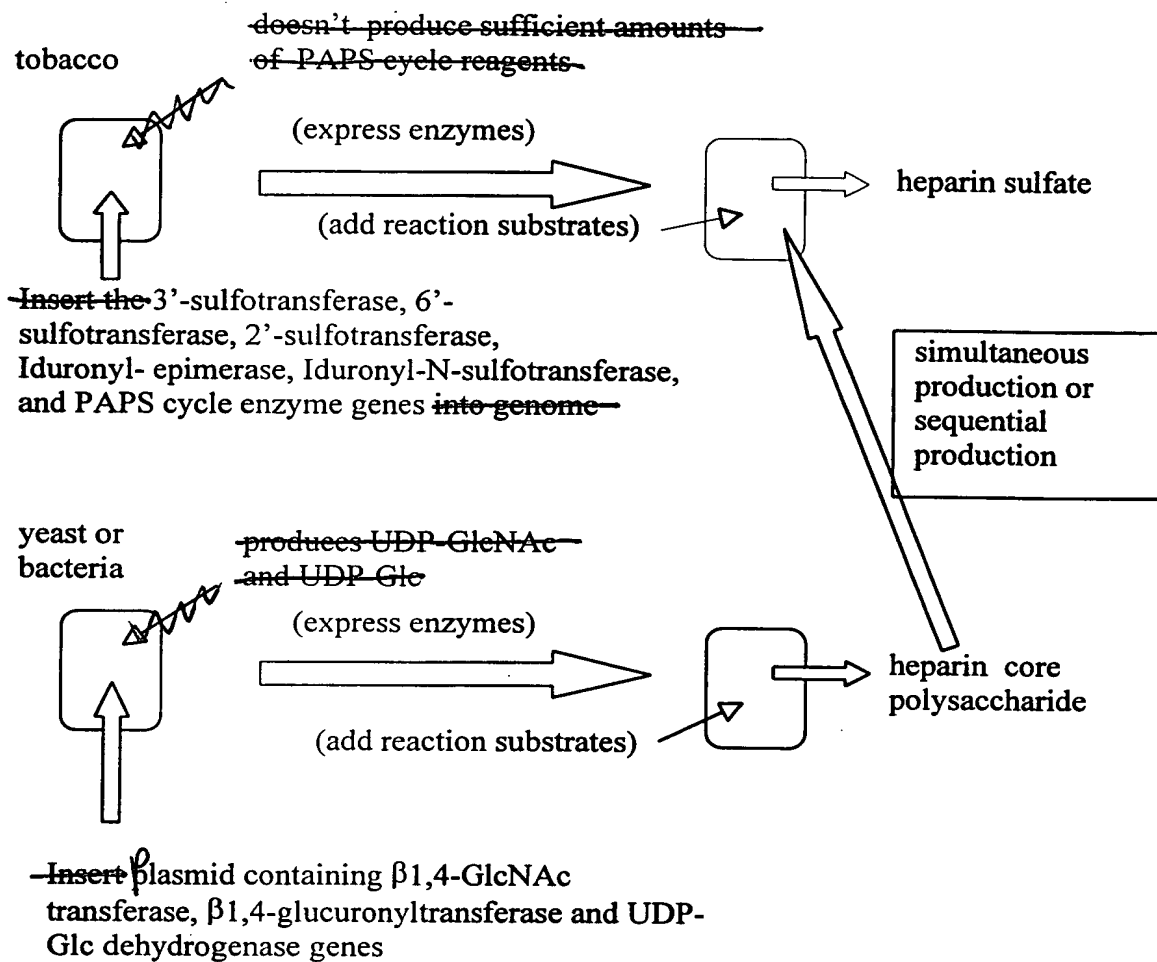 doesn't produce sufficient amounts
of PAPS cycle reagents
tobacco
(express enzymes)
(add reaction substrates)
heparin sulfate
Insert the 3'-sulfotransferase, 6'-
sulfotransferase, 2'-sulfotransferase,
Iduronyl- epimerase, Iduronyl-N-sulfotransferase,
and PAPS cycle enzyme genes into genome
simultaneous
production or
sequential
production
yeast or
bacteria
produces UDP-GlcNAc
and UDP-Glc
(express enzymes)
(add reaction substrates)
heparin core
polysaccharide
Insert plasmid containing β1,4-GlcNAc
transferase, β1,4-glucuronyltransferase and UDP-
Glc dehydrogenase genes